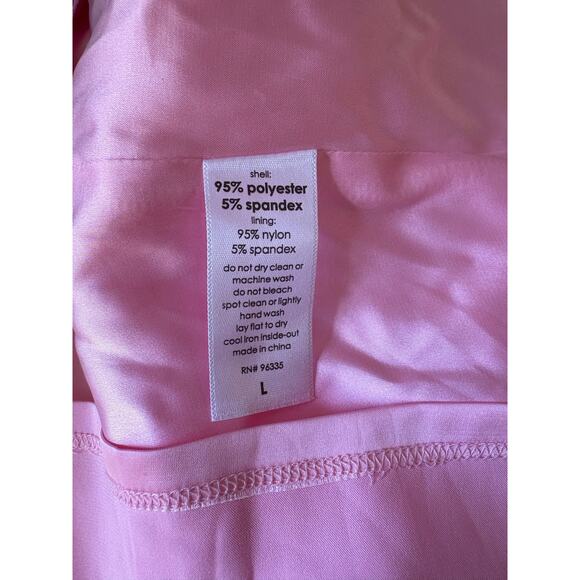 shell:
95% polyester
5% spandex
lining:
95% nylon
5% spandex
do not dry clean or
machine wash
do not bleach
spot clean or lightly
hand wash
lay flat to dry
cool iron inside-out
made in china
RN# 96335
L